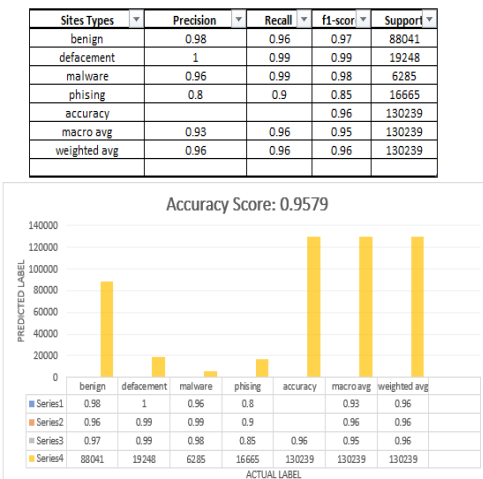 Sites Types Precision Recall f1-scor Support
benign 0.98 0.96 0.97 88041
defacement 1 0.99 0.99 19248
malware 0.96 0.99 0.98 6285
phising 0.8 0.9 0.85 16665
accuracy 0.96 130239
macro avg 0.93 0.96 0.95 130239
weighted avg 0.96 0.96 0.96 130239
Accuracy Score: 0.9579
PREDICTED LABEL
140000
120000
100000
80000
60000
40000
20000
0
benign defacement malware phising accuracy macro avg weighted avg
Series1 0.98 1 0.96 0.8 0.93 0.96
Series2 0.96 0.99 0.99 0.9 0.96 0.96
Series3 0.97 0.99 0.98 0.85 0.96 0.95 0.96
Series4 88041 19248 6285 16665 130239 130239 130239
ACTUAL LABEL